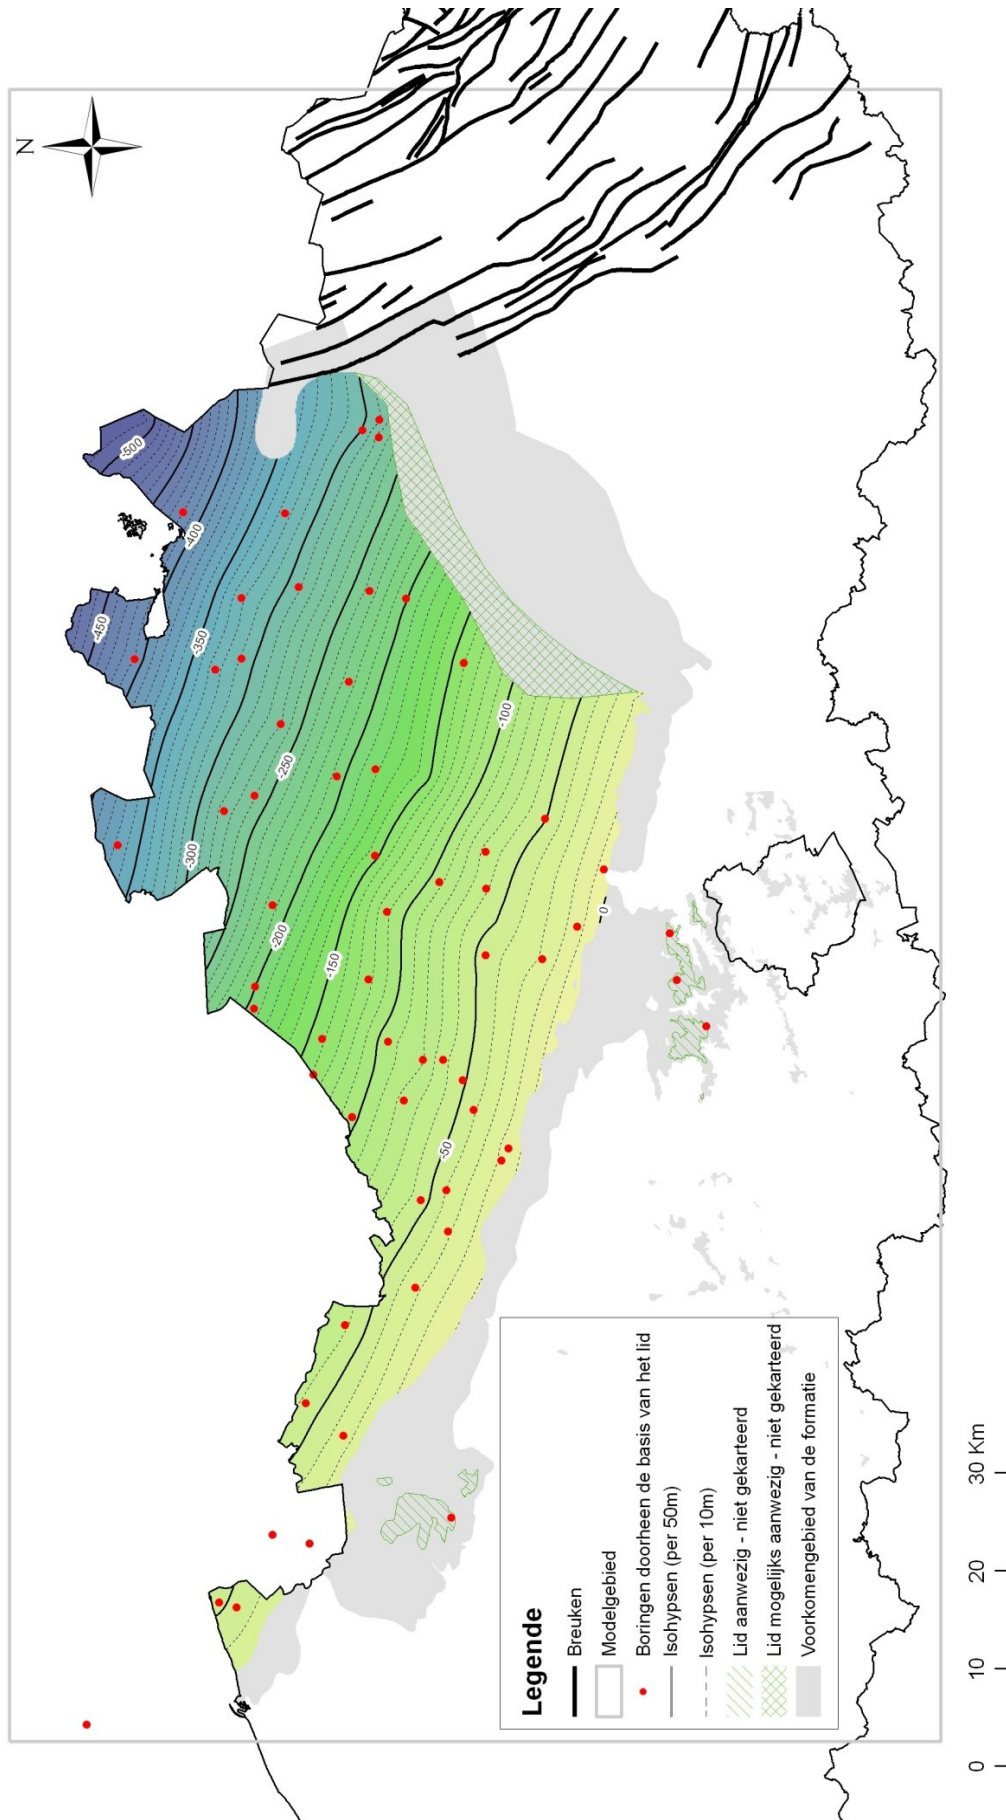 N
-500
-450
-400
-350
-300
-250
-200
-150
-100
-50
0
Legende
Breuken
Modelgebied
Boringen doorheen de basis van het lid
Isohypsen (per 50m)
Isohypsen (per 10m)
Lid aanwezig - niet gekarteerd
Lid mogelijks aanwezig - niet gekarteerd
Voorkomengebied van de formatie
0 10 20 30 Km